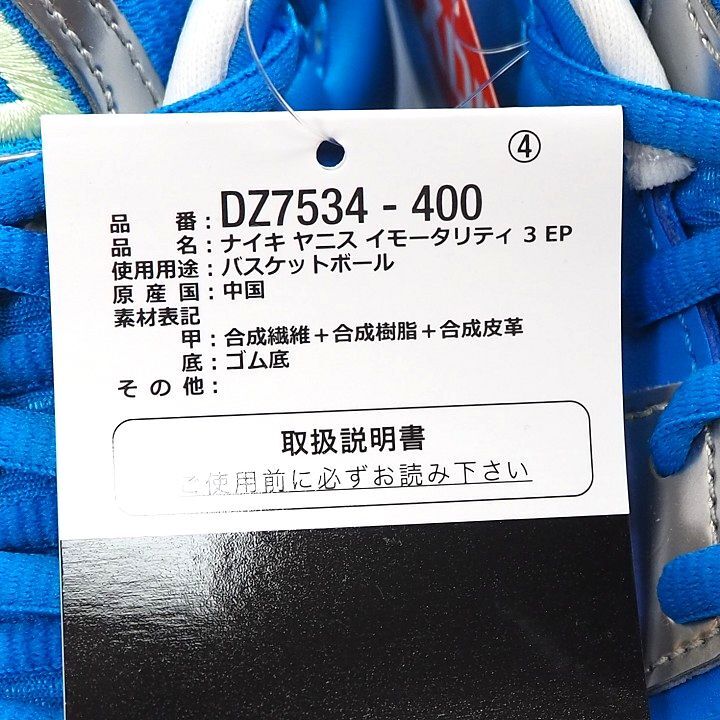 ④
品番：DZ7534 - 400
品名：ナイキ ヤニス イモータリティ 3 EP
使用用途：バスケットボール
原産国：中国
素材表記
甲：合成繊維＋合成樹脂＋合成皮革
底：ゴム底
その他：
取扱説明書
ご使用前に必ずお読み下さい